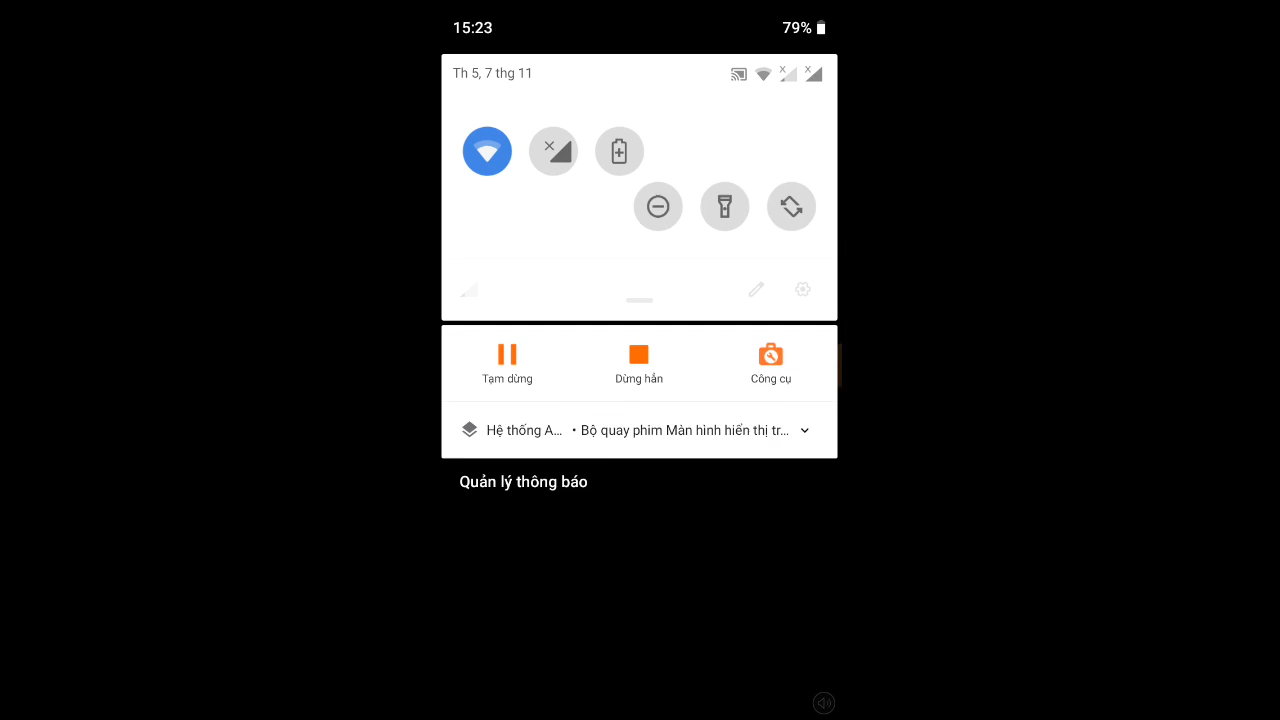 15:23 79%
Th 5, 7 thg 11
Tạm dừng Dừng hẳn Công cụ
Hệ thống A... • Bộ quay phim Màn hình hiển thị tr...
Quản lý thông báo